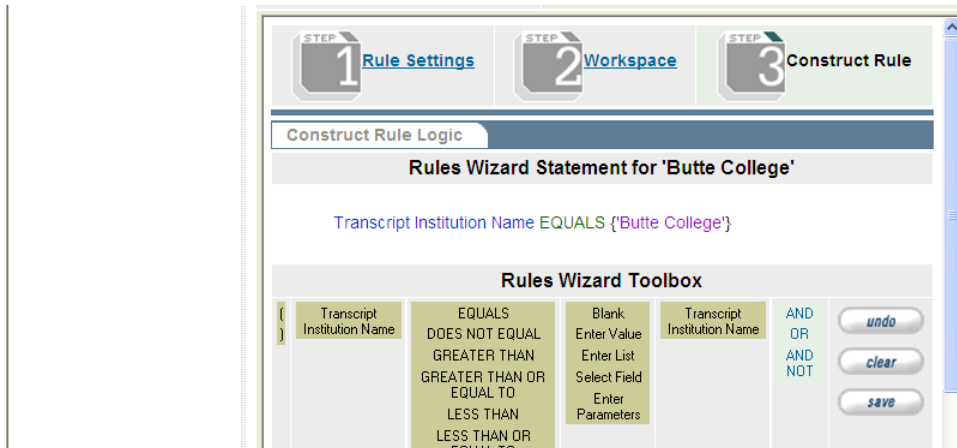 STEP 1 Rule Settings STEP 2 Workspace STEP 3 Construct Rule
Construct Rule Logic
Rules Wizard Statement for 'Butte College'
Transcript Institution Name EQUALS {'Butte College'}
Rules Wizard Toolbox
(
)
Transcript
Institution Name
EQUALS
DOES NOT EQUAL
GREATER THAN
GREATER THAN OR
EQUAL TO
LESS THAN
LESS THAN OR
EQUAL TO
Blank
Enter Value
Enter List
Select Field
Enter
Parameters
Transcript
Institution Name
AND
OR
AND
NOT
undo
clear
save